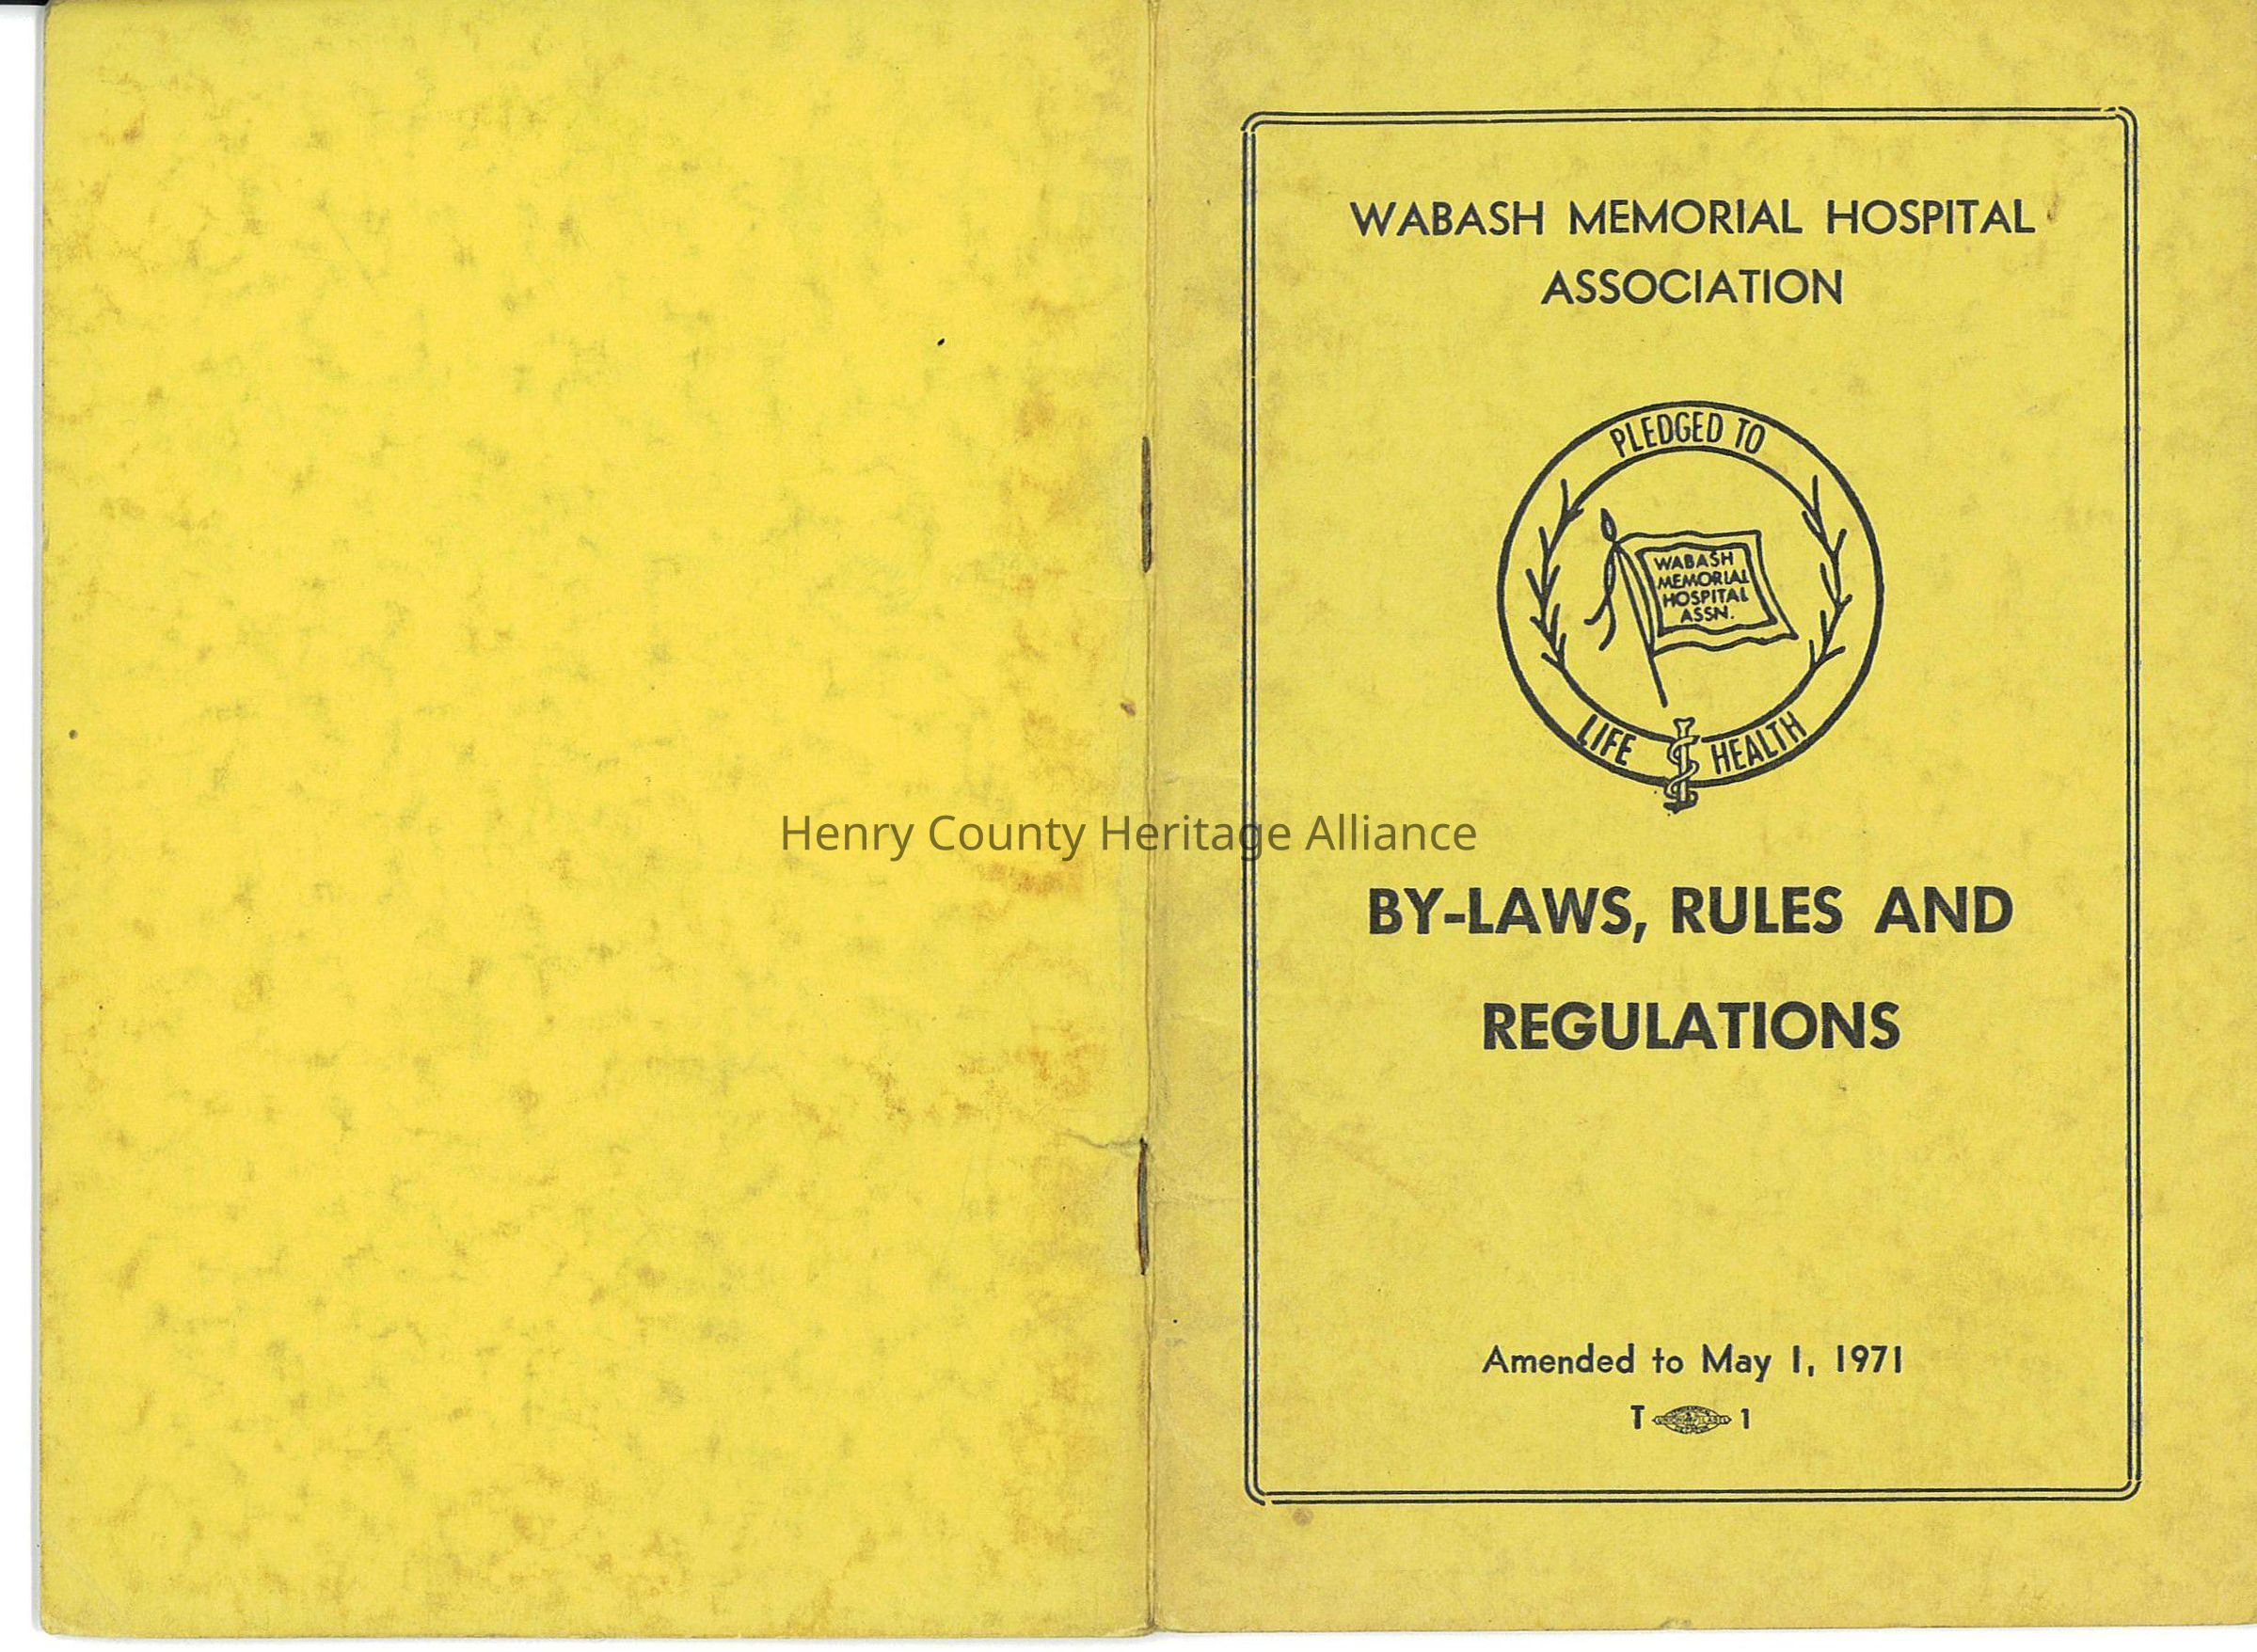 WABASH MEMORIAL HOSPITAL
ASSOCIATION
PLEDGED TO
WABASH
MEMORIAL
HOSPITAL
ASSN.
LIFE HEALTH
Henry County Heritage Alliance
BY-LAWS, RULES AND
REGULATIONS
Amended to May 1, 1971
T 1